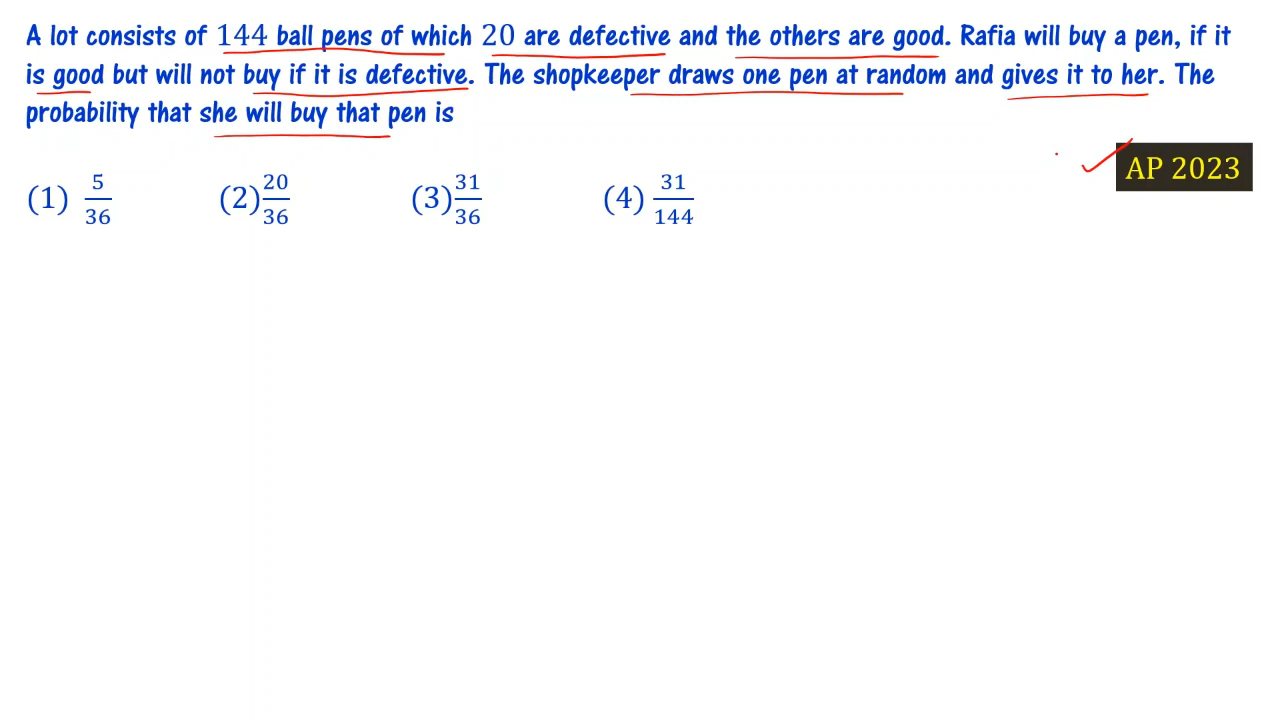 A lot consists of 144 ball pens of which 20 are defective and the others are good. Rafia will buy a pen, if it
is good but will not buy if it is defective. The shopkeeper draws one pen at random and gives it to her. The
probability that she will buy that pen is
AP 2023
(1) 5/36 (2) 20/36 (3) 31/36 (4) 31/144